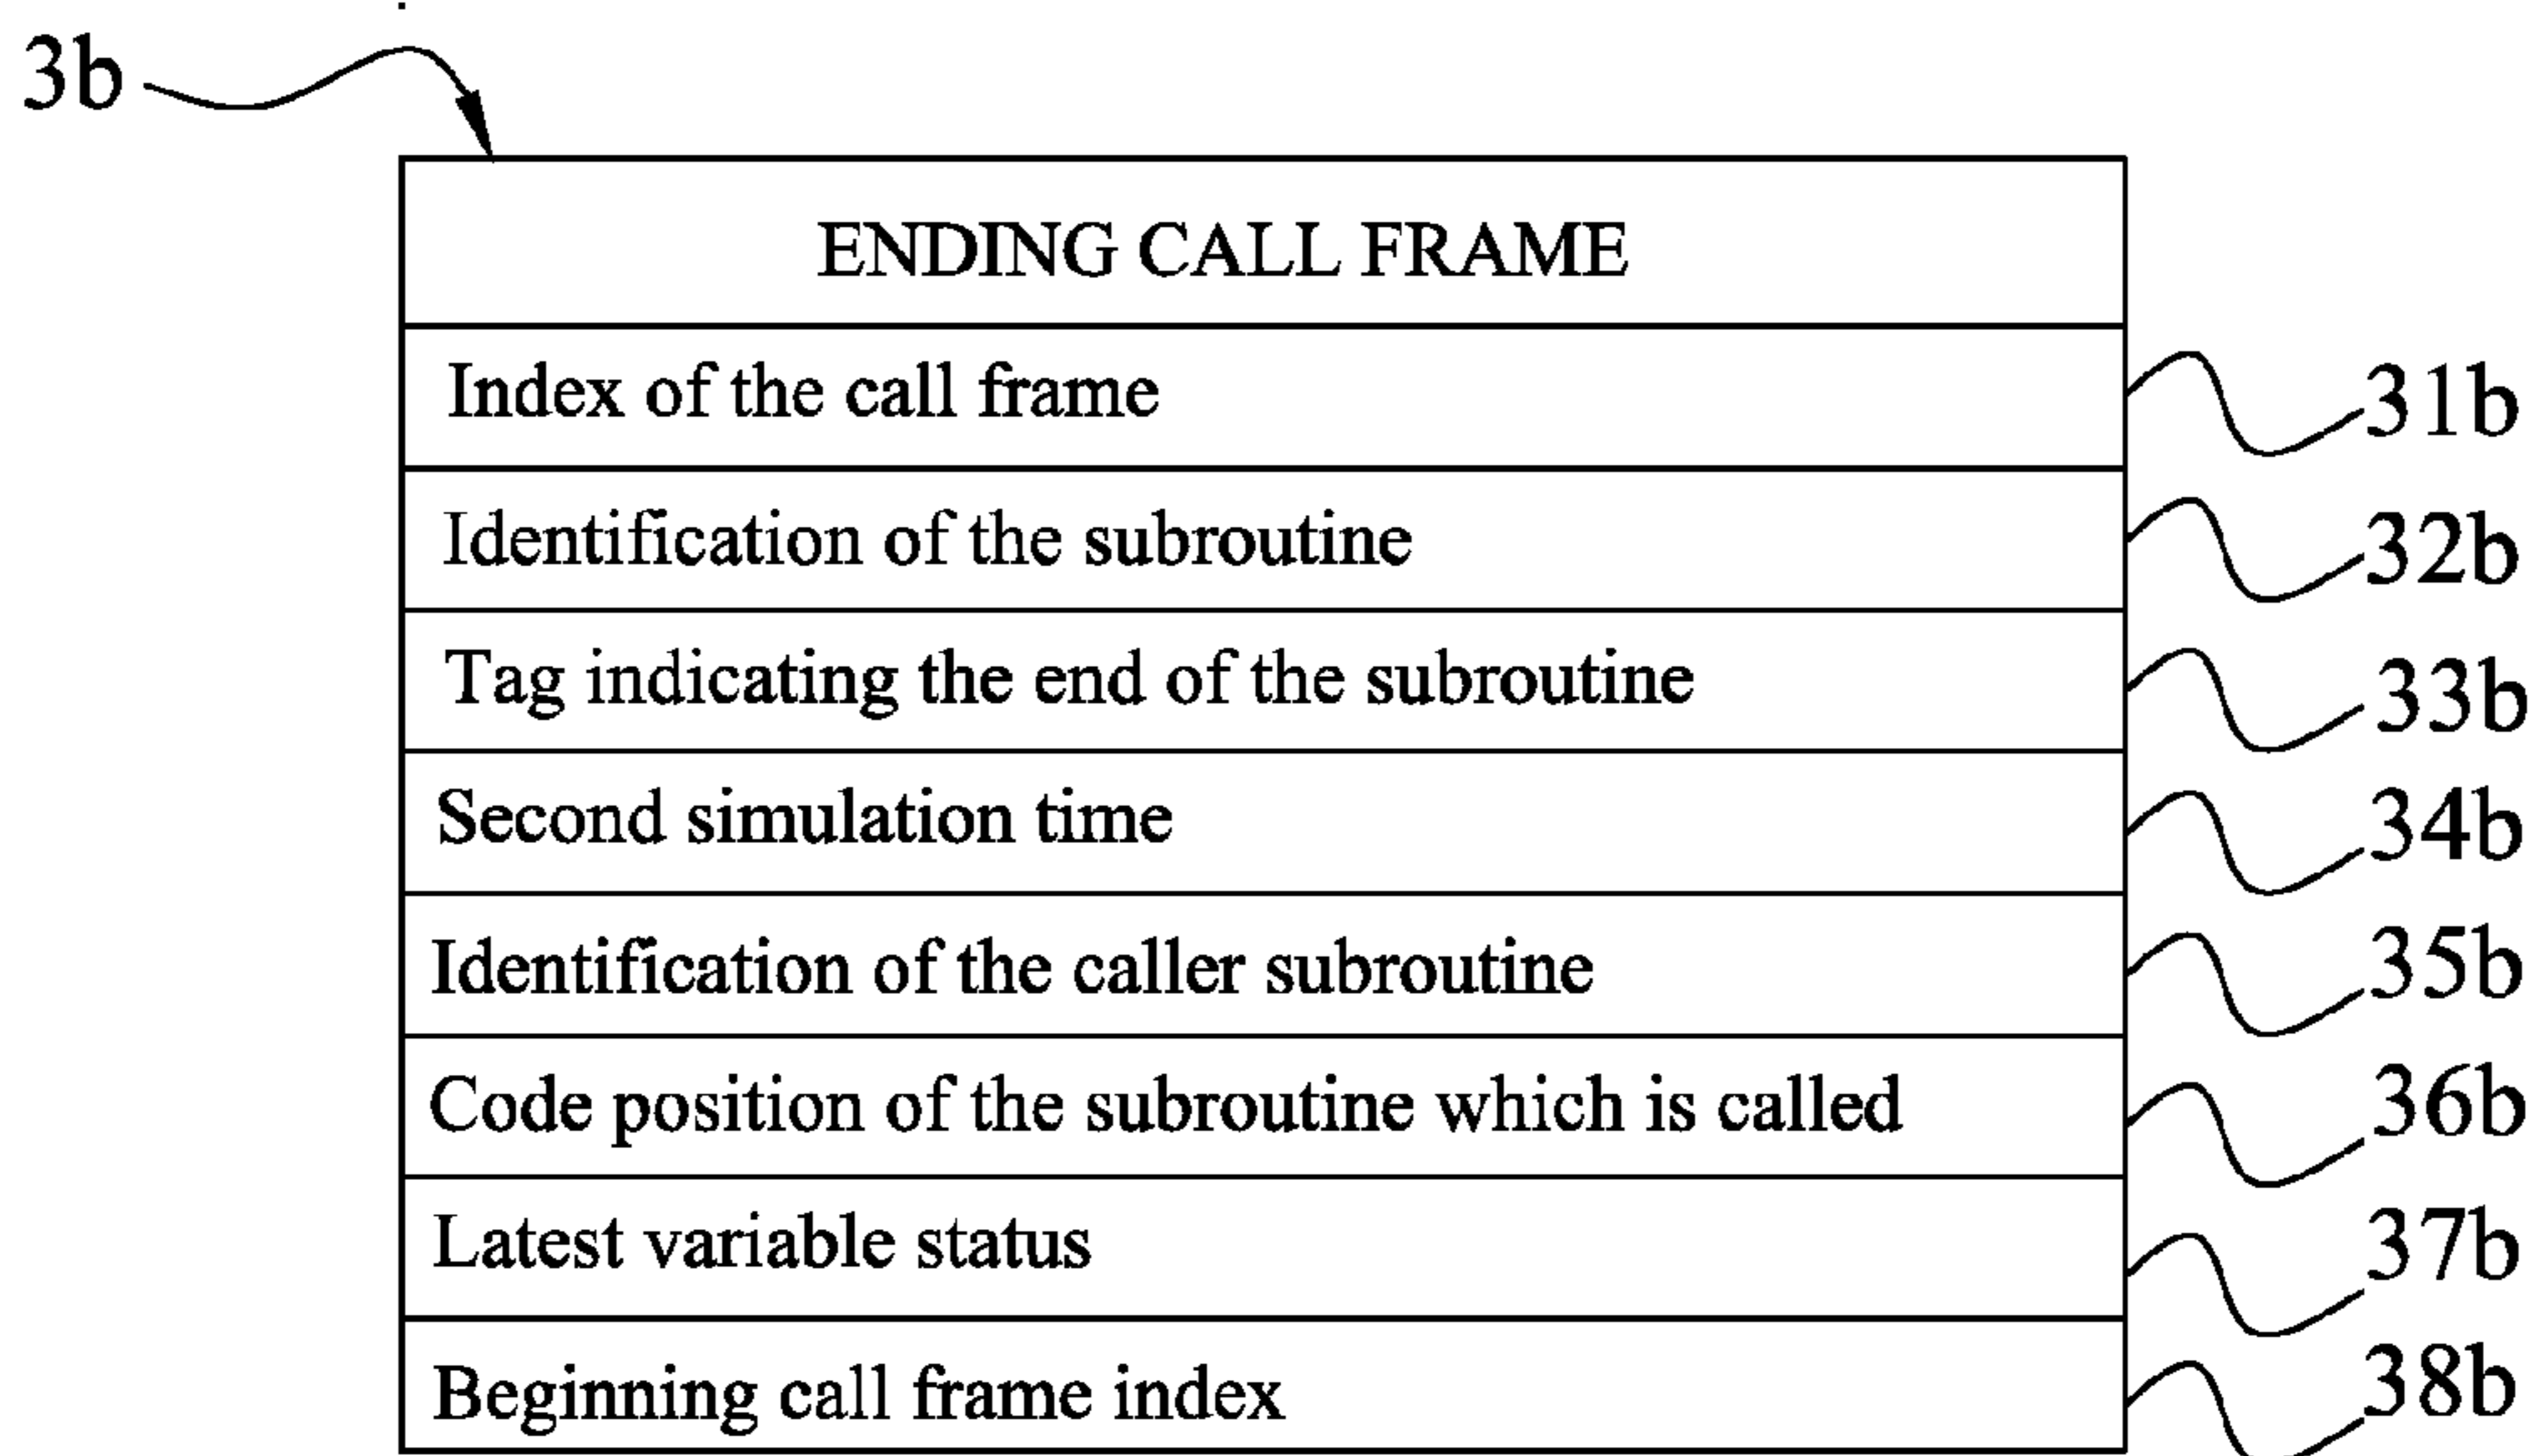 3b
ENDING CALL FRAME
Index of the call frame 31b
Identification of the subroutine 32b
Tag indicating the end of the subroutine 33b
Second simulation time 34b
Identification of the caller subroutine 35b
Code position of the subroutine which is called 36b
Latest variable status 37b
Beginning call frame index 38b